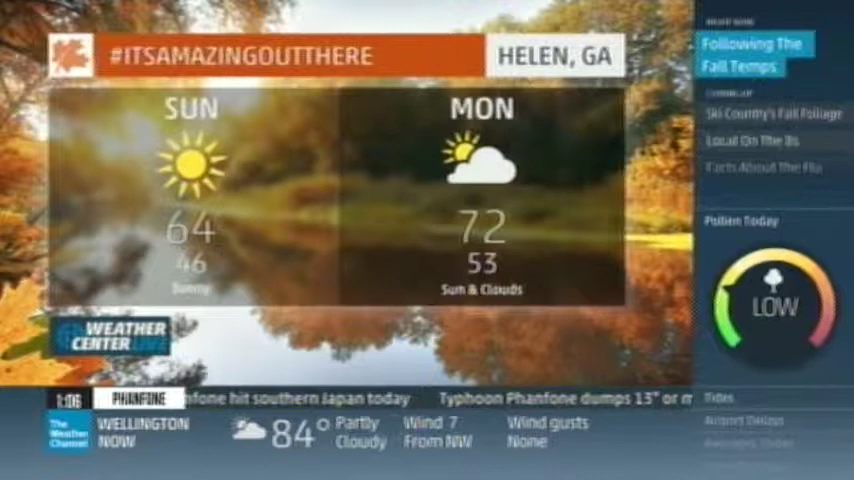 #ITSAMAZINGOUTTHERE
HELEN, GA
SUN
64
46
Sunny
MON
72
53
Sun & Clouds
WEATHER
CENTER LIVE
Following The
Fall Temps
COMING UP
Ski Country's Fall Foliage
Local On The 8s
Facts About The Flu
Pollen Today
LOW
Tides
Airport Delays
1:06
PHANFONE
nfone hit southern Japan today Typhoon Phanfone dumps 13" or m
The
Weather
Channel
WELLINGTON
NOW
84°
Partly
Cloudy
Wind 7
From NW
Wind gusts
None